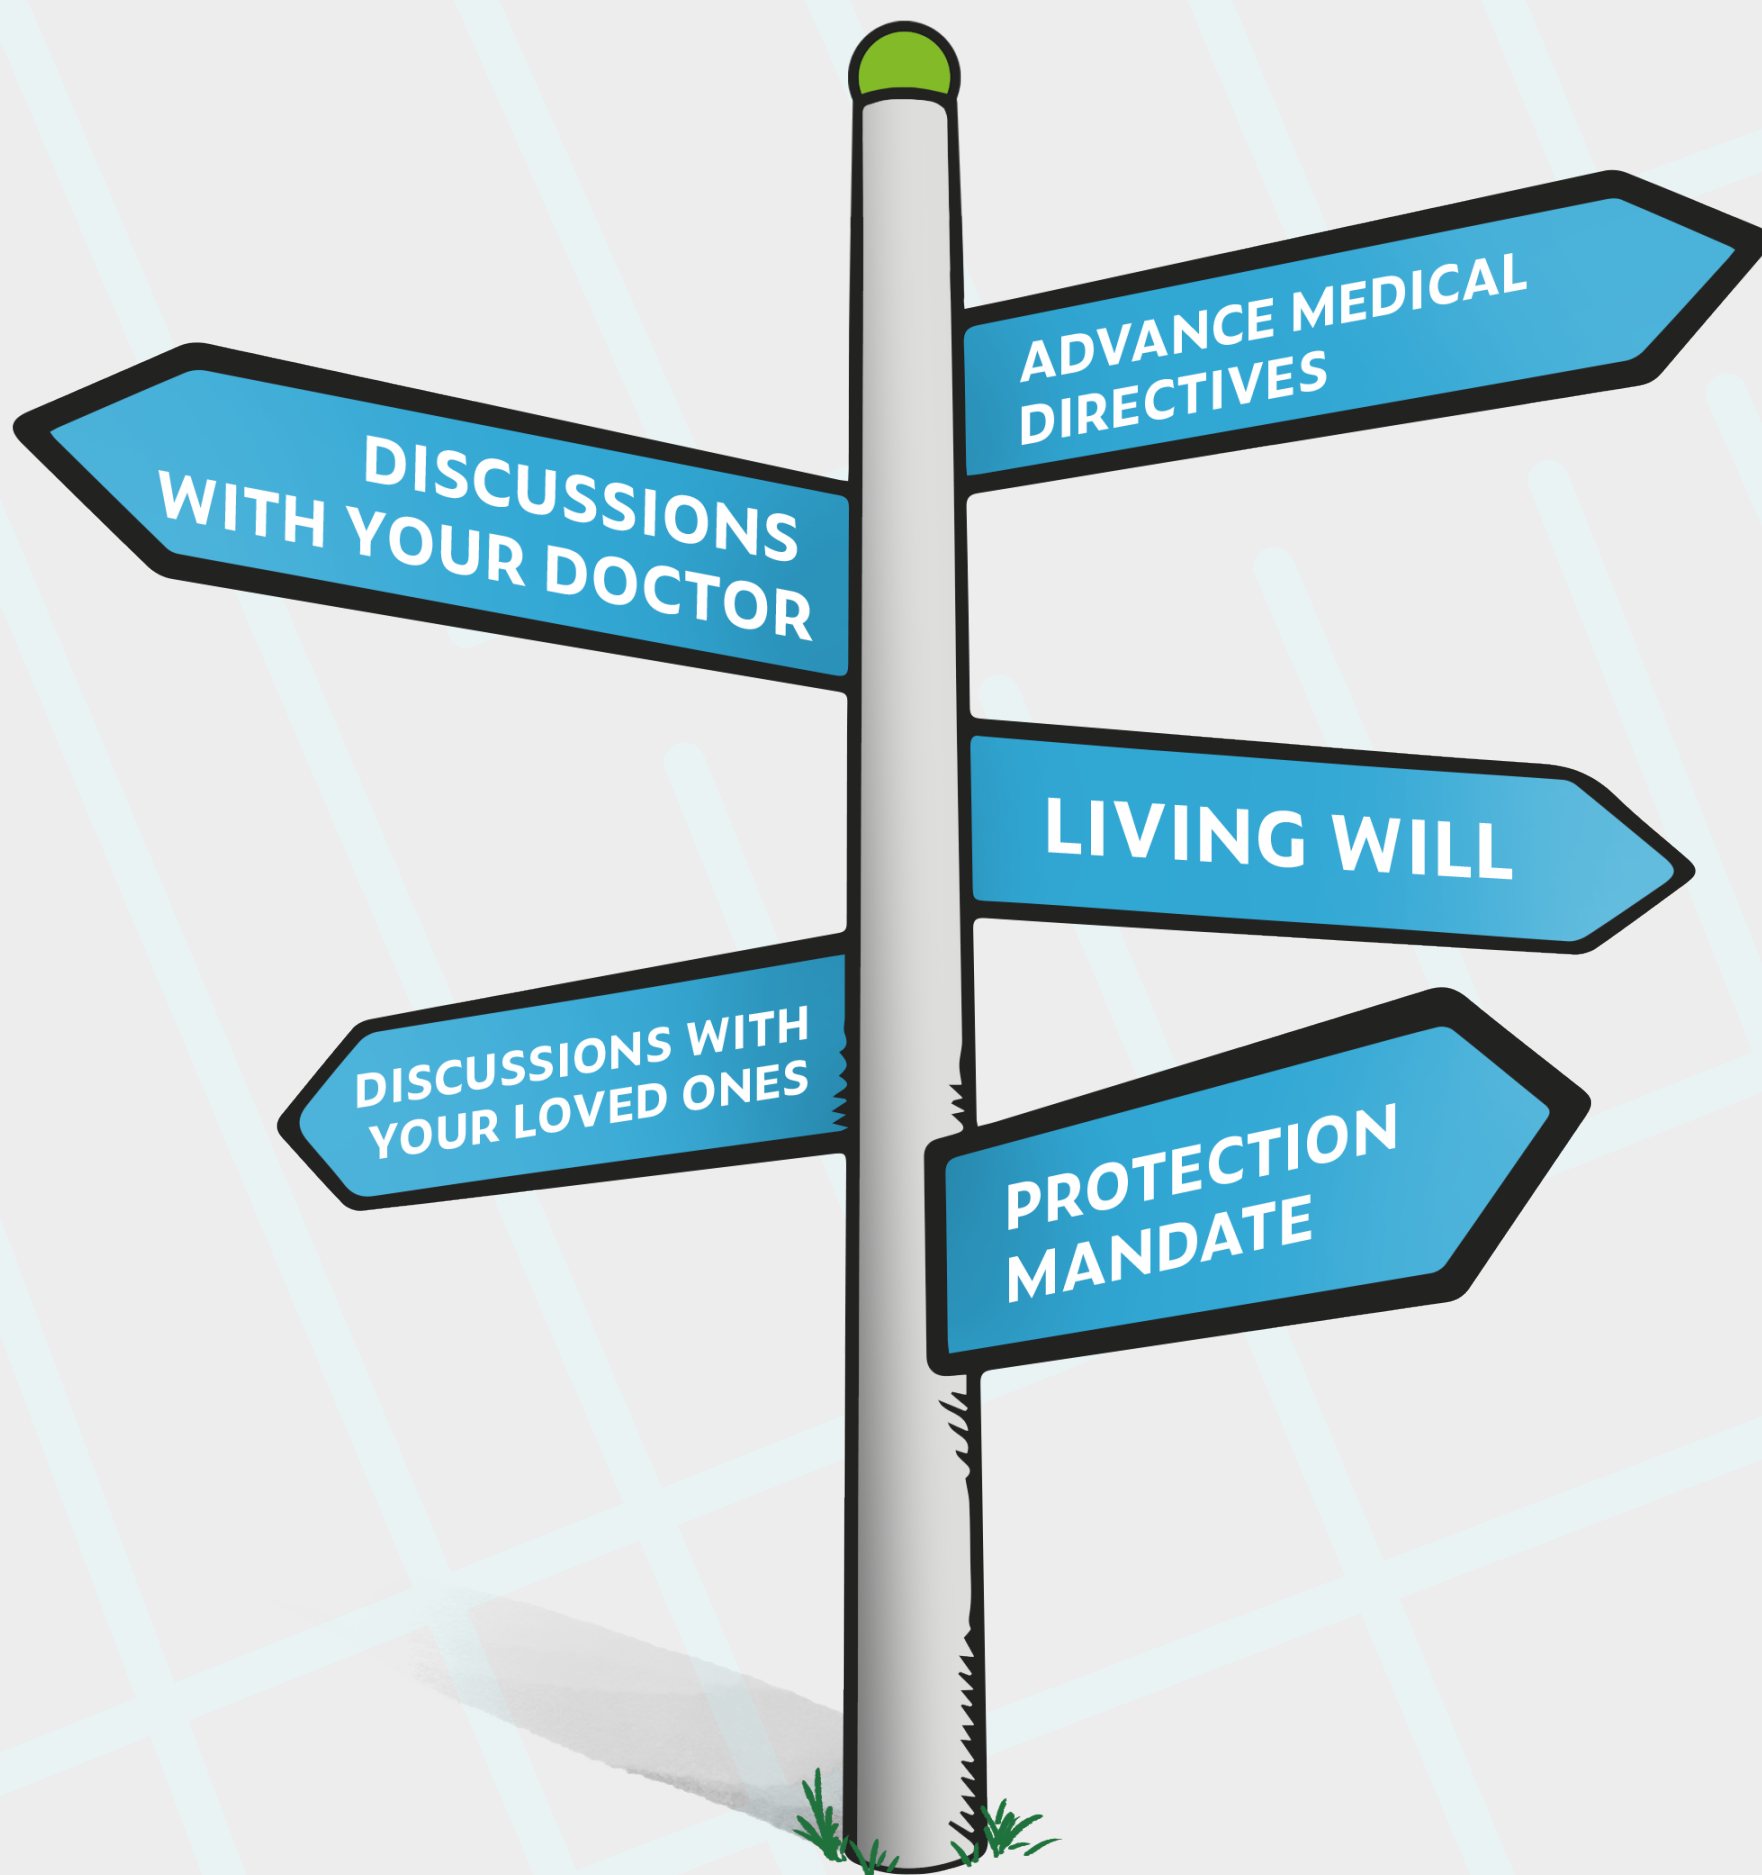 ADVANCE MEDICAL
DIRECTIVES
DISCUSSIONS
WITH YOUR DOCTOR
LIVING WILL
DISCUSSIONS WITH
YOUR LOVED ONES
PROTECTION
MANDATE